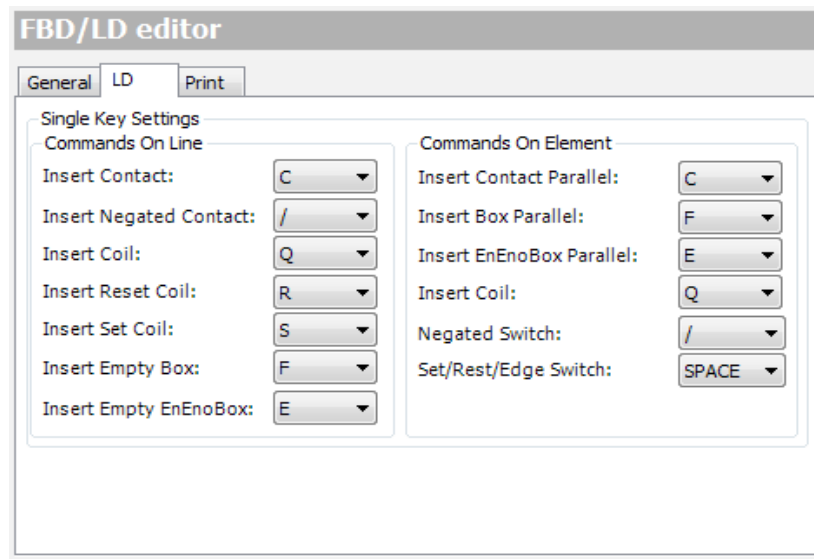 FBD/LD editor
General LD Print
Single Key Settings
Commands On Line
Insert Contact: C
Insert Negated Contact: /
Insert Coil: Q
Insert Reset Coil: R
Insert Set Coil: S
Insert Empty Box: F
Insert Empty EnEnoBox: E
Commands On Element
Insert Contact Parallel: C
Insert Box Parallel: F
Insert EnEnoBox Parallel: E
Insert Coil: Q
Negated Switch: /
Set/Rest/Edge Switch: SPACE